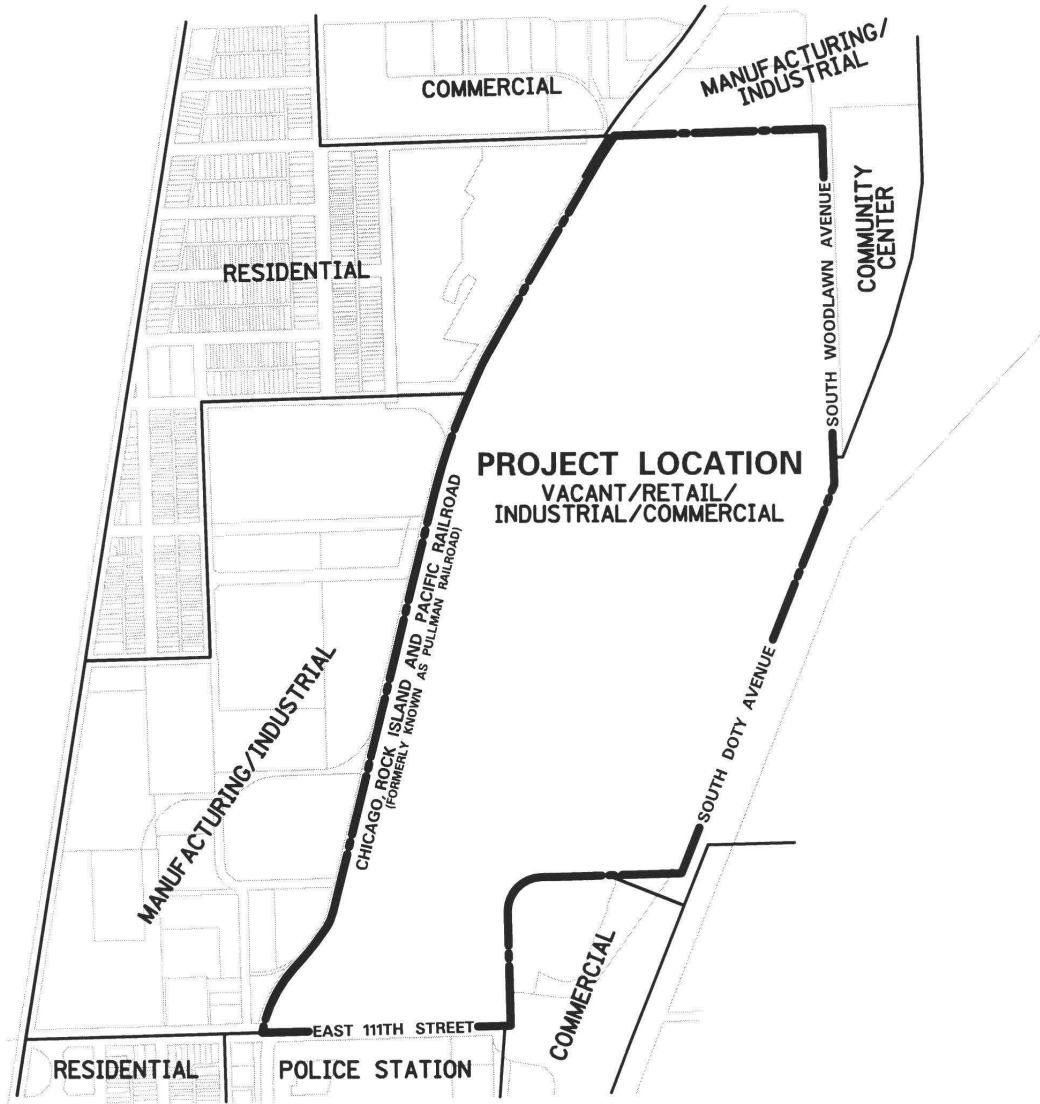 COMMERCIAL
MANUFACTURING/
INDUSTRIAL
COMMUNITY
CENTER
SOUTH WOODLAWN AVENUE
RESIDENTIAL
PROJECT LOCATION
VACANT/RETAIL/
INDUSTRIAL/COMMERCIAL
CHICAGO, ROCK ISLAND AND PACIFIC RAILROAD
(FORMERLY KNOWN AS PULLMAN RAILROAD)
MANUFACTURING/INDUSTRIAL
SOUTH DOTY AVENUE
COMMERCIAL
EAST 111TH STREET
RESIDENTIAL
POLICE STATION